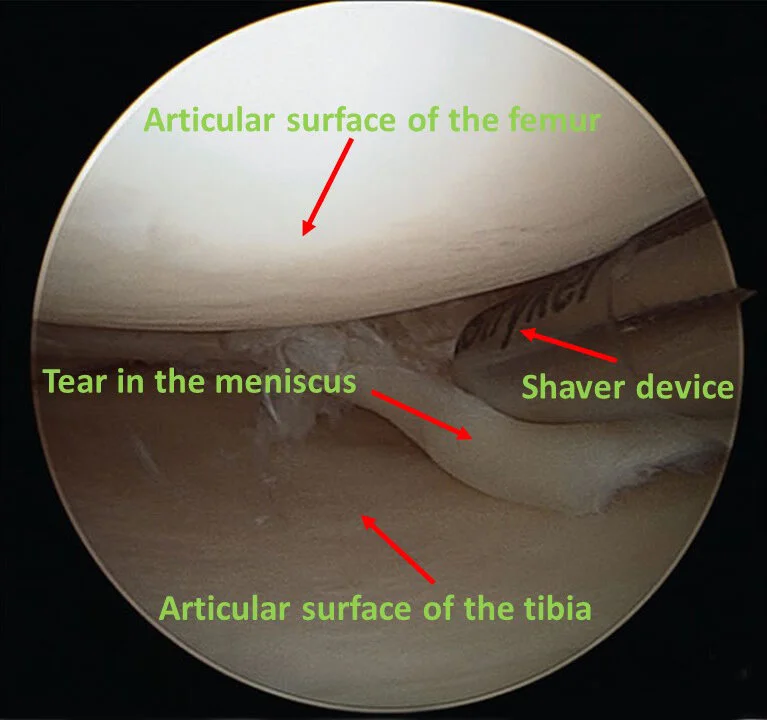 Articular surface of the femur
Tear in the meniscus
Shaver device
Articular surface of the tibia